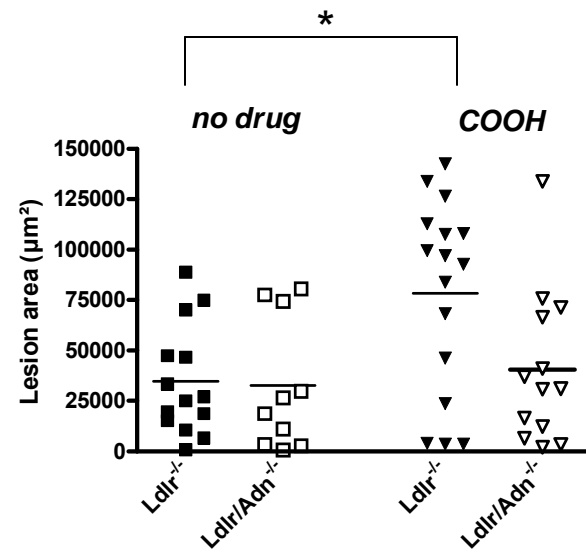 *
no drug COOH
Lesion area (µm²)
150000
125000
100000
75000
50000
25000
0
Ldlr⁻/⁻ Ldlr/Adn⁻/⁻ Ldlr⁻/⁻ Ldlr/Adn⁻/⁻